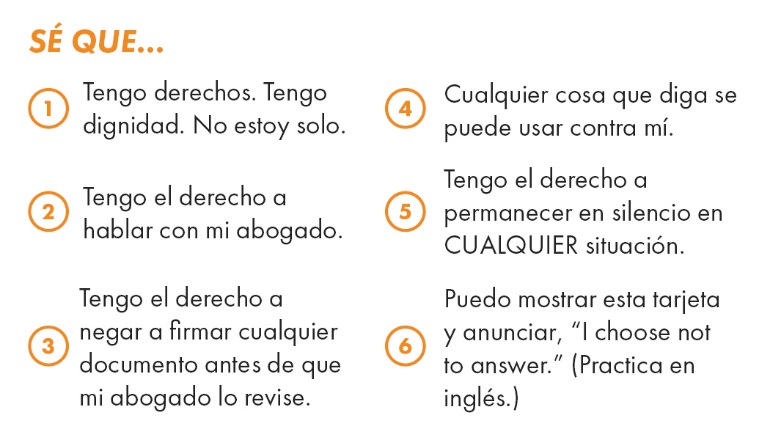 SÉ QUE...
1
Tengo derechos. Tengo
dignidad. No estoy solo.
2
Tengo el derecho a
hablar con mi abogado.
3
Tengo el derecho a
negar a firmar cualquier
documento antes de que
mi abogado lo revise.
4
Cualquier cosa que diga se
puede usar contra mí.
5
Tengo el derecho a
permanecer en silencio en
CUALQUIER situación.
6
Puedo mostrar esta tarjeta
y anunciar, “I choose not
to answer.” (Practica en
inglés.)